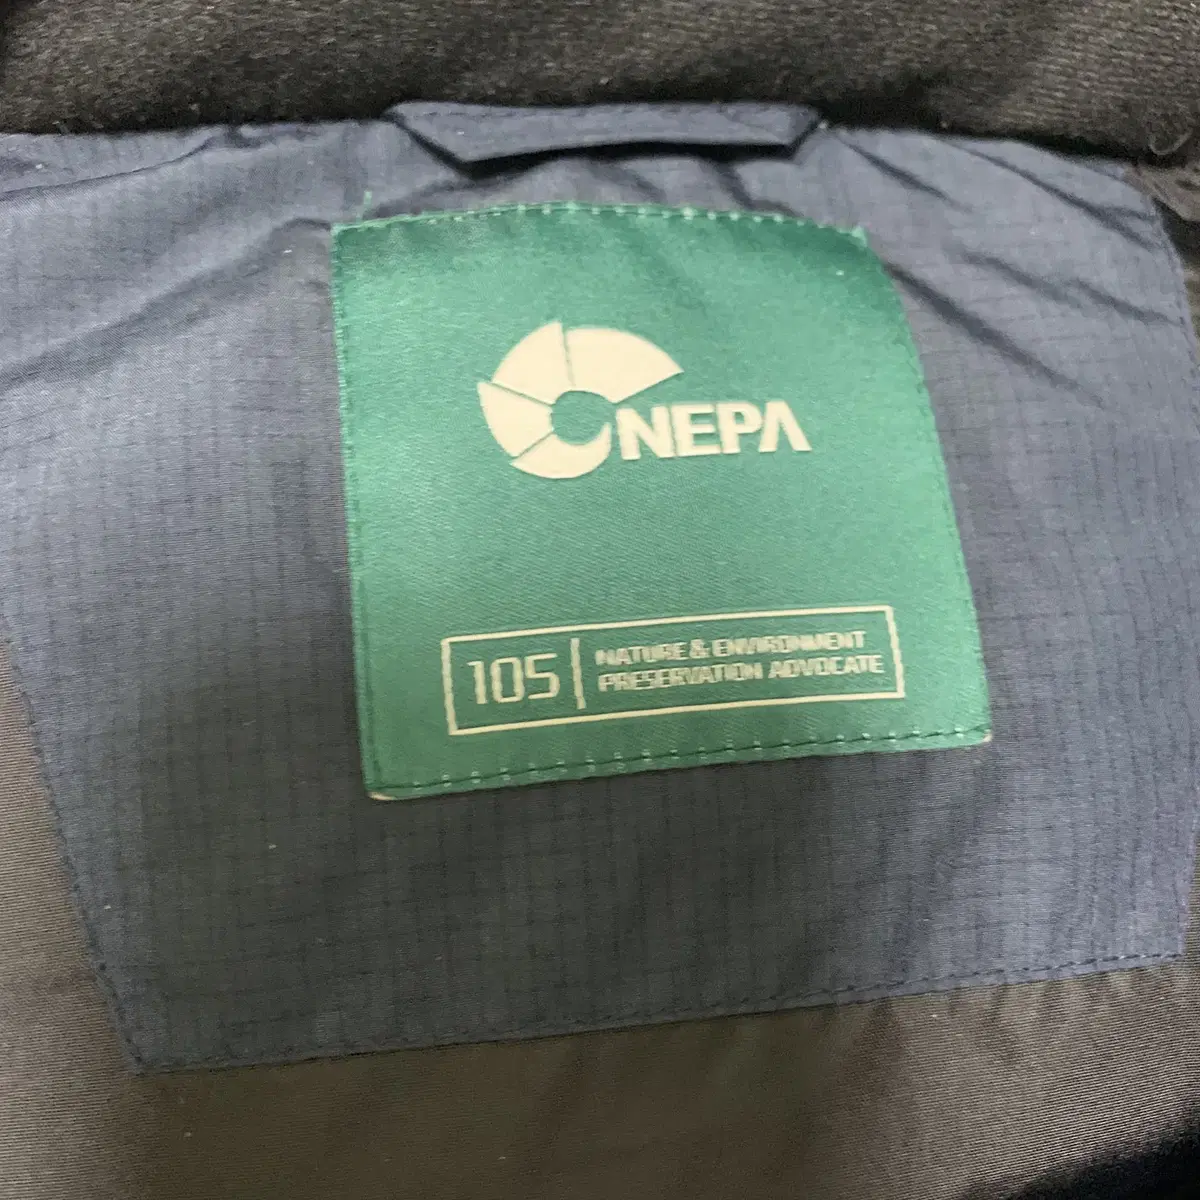 NEPA
105
NATURE & ENVIRONMENT
PRESERVATION ADVOCATE